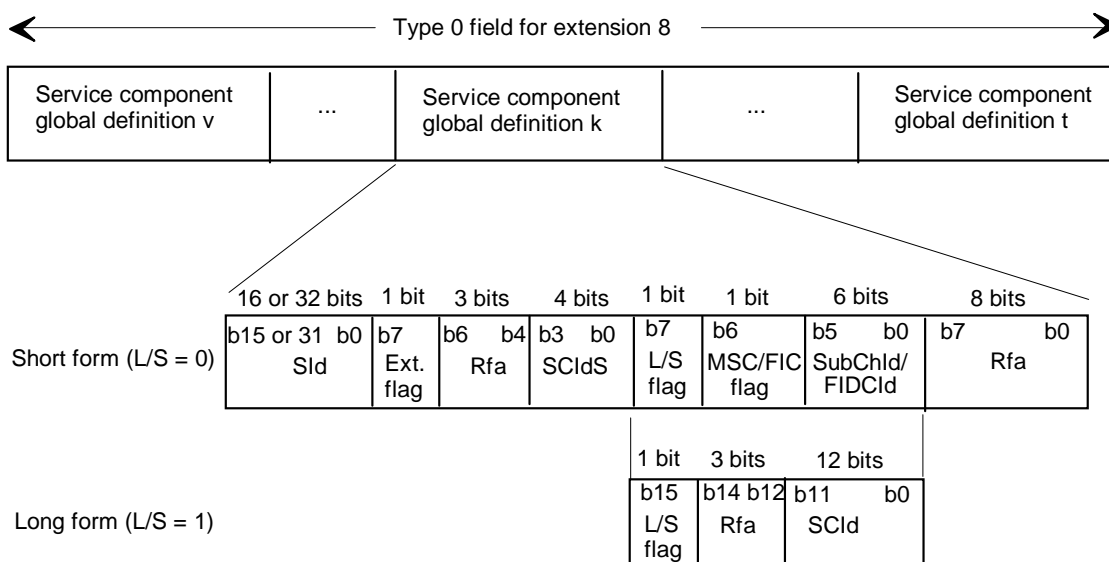 Type 0 field for extension 8
Service component global definition v
...
Service component global definition k
...
Service component global definition t
16 or 32 bits 1 bit 3 bits 4 bits 1 bit 1 bit 6 bits 8 bits
Short form (L/S = 0)
b15 or 31 b0 b7 b6 b4 b3 b0 b7 b6 b5 b0 b7 b0
SId Ext. flag Rfa SCIdS L/S flag MSC/FIC flag SubChId/ FIDCId Rfa
1 bit 3 bits 12 bits
Long form (L/S = 1)
b15 b14 b12 b11 b0
L/S flag Rfa SCId